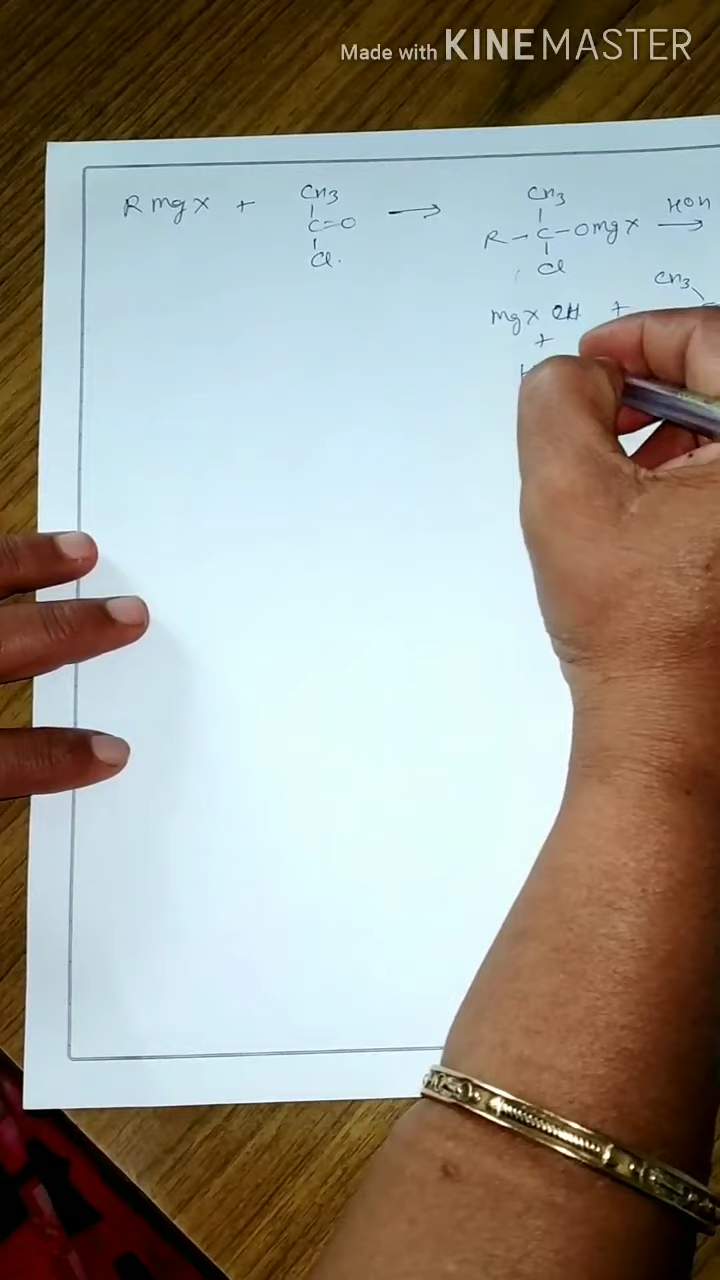 Made with KINEMASTER
CH3 CH3
RMgX + C=O → R-C-OMgX HOH →
Cl. Cl
CH3
MgX OH +
+